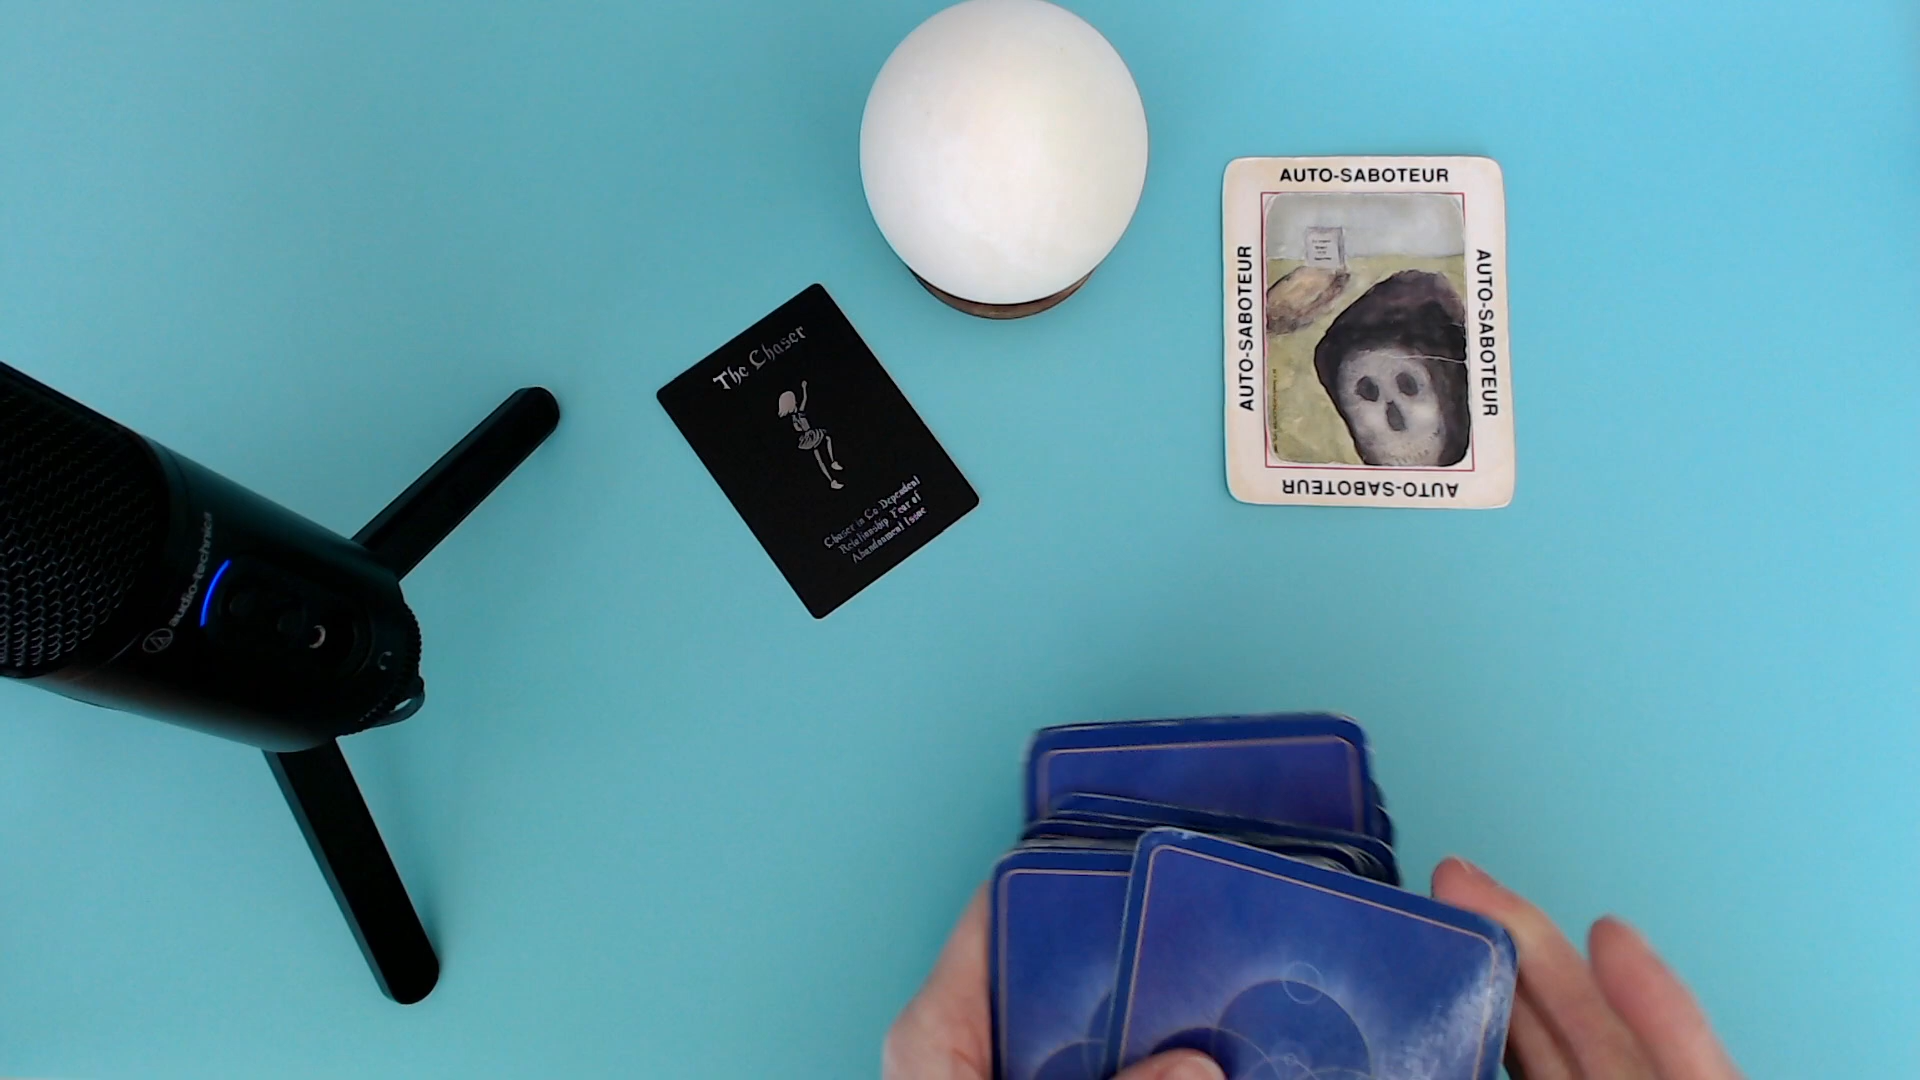 AUTO-SABOTEUR
AUTO-SABOTEUR
AUTO-SABOTEUR
AUTO-SABOTEUR
The Chaser
Chaser in Co-Dependent
Relationship Fear of
Abandonment Issue
audio-technica